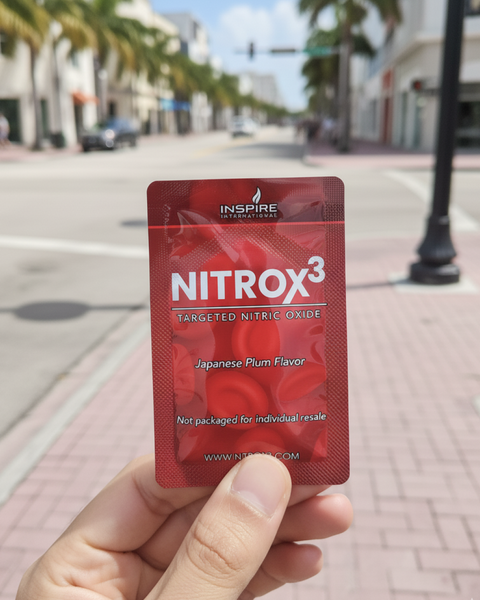 INSPIRE
INTERNATIONAL
NITROX³
TARGETED NITRIC OXIDE
Japanese Plum Flavor
Not packaged for individual resale